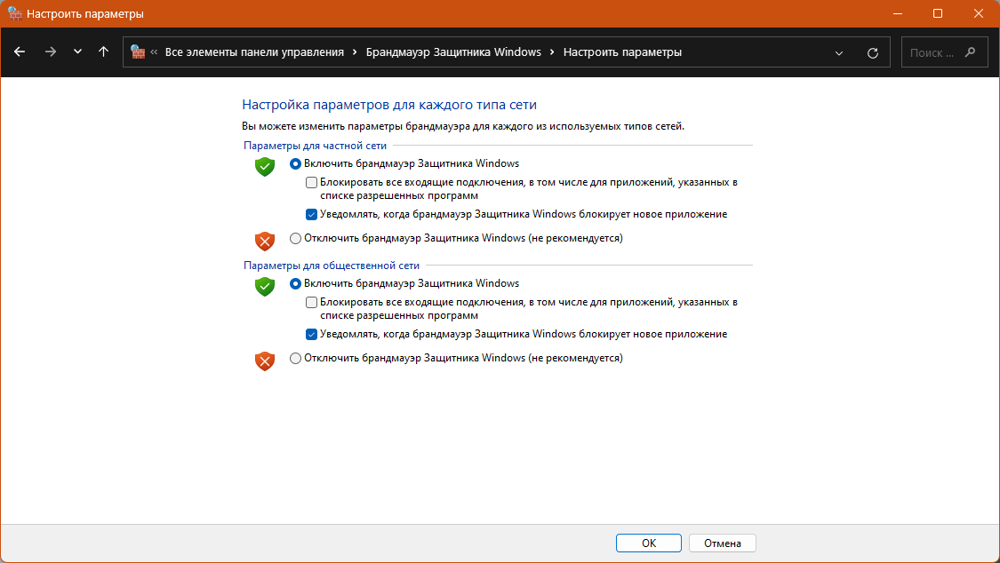 Настроить параметры
« Все элементы панели управления › Брандмауэр Защитника Windows › Настроить параметры
Поиск ...
Настройка параметров для каждого типа сети
Вы можете изменить параметры брандмауэра для каждого из используемых типов сетей.
Параметры для частной сети
Включить брандмауэр Защитника Windows
Блокировать все входящие подключения, в том числе для приложений, указанных в
списке разрешенных программ
Уведомлять, когда брандмауэр Защитника Windows блокирует новое приложение
Отключить брандмауэр Защитника Windows (не рекомендуется)
Параметры для общественной сети
Включить брандмауэр Защитника Windows
Блокировать все входящие подключения, в том числе для приложений, указанных в
списке разрешенных программ
Уведомлять, когда брандмауэр Защитника Windows блокирует новое приложение
Отключить брандмауэр Защитника Windows (не рекомендуется)
ОК
Отмена